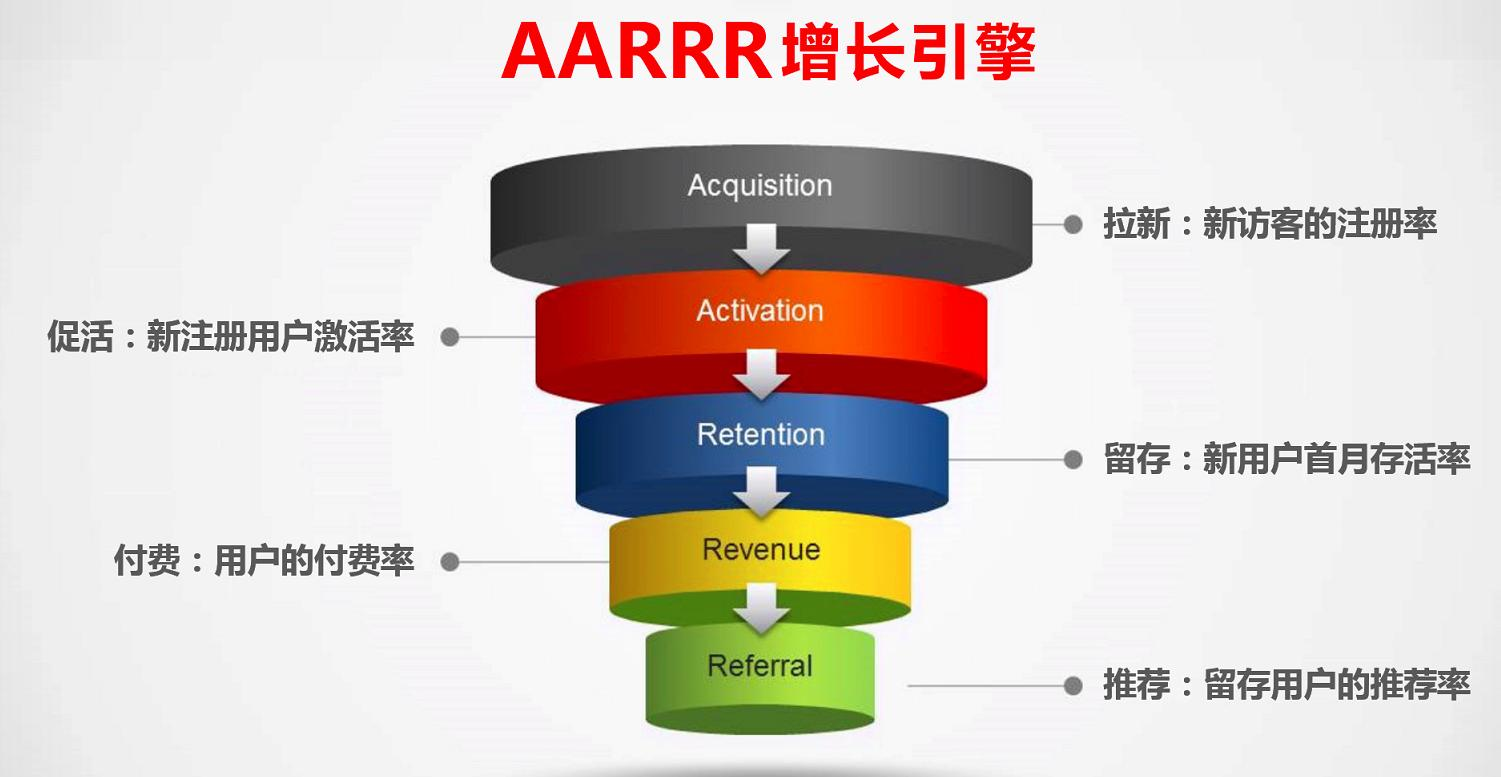 AARRR增长引擎
Acquisition
拉新：新访客的注册率
Activation
促活：新注册用户激活率
Retention
留存：新用户首月存活率
Revenue
付费：用户的付费率
Referral
推荐：留存用户的推荐率